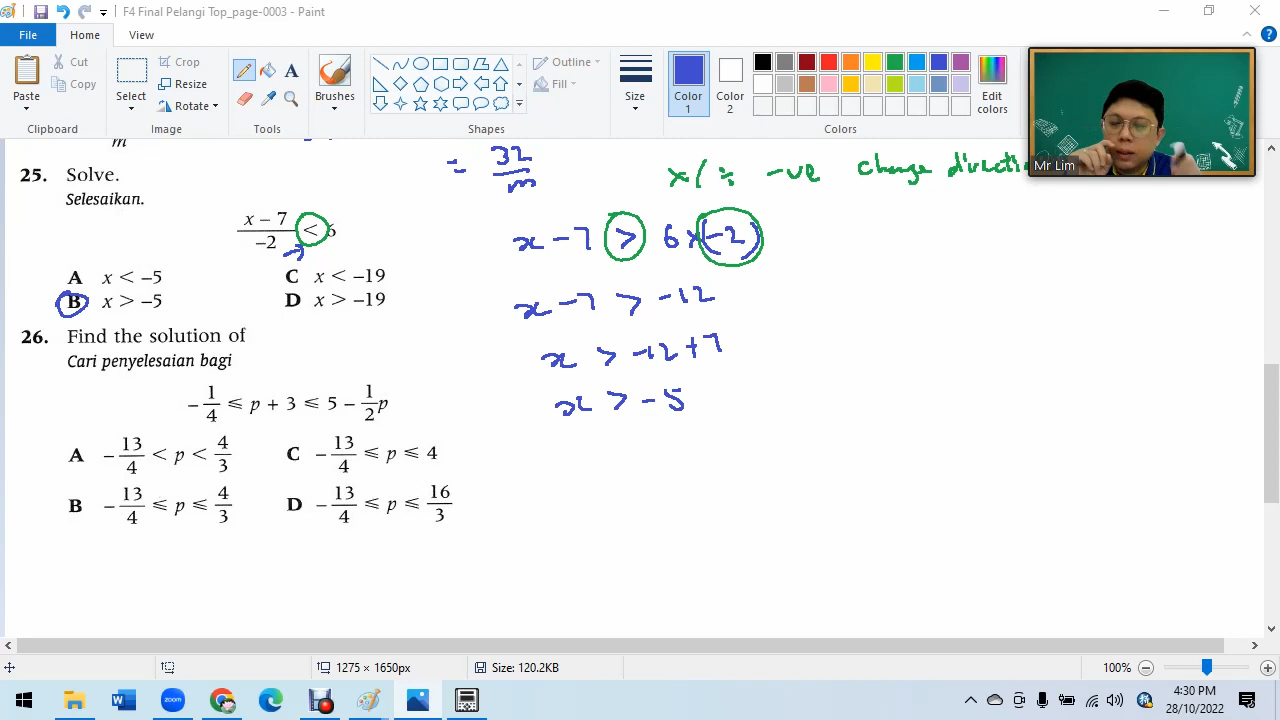 F4 Final Pelangi Top_page-0003 - Paint
File Home View
Paste Cut Copy Clipboard
Select Crop Resize Rotate Image
Tools
Brushes
Shapes Outline Fill
Size
Color 1 Color 2 Edit colors Colors
Mr Lim
m
= 32/m
×/÷ -ve change directi
25. Solve.
Selesaikan.
(x – 7)/–2 < 6
A x < –5 C x < –19
B x > –5 D x > –19
x - 7 > 6×(-2)
x - 7 > -12
x > -12 + 7
x > -5
26. Find the solution of
Cari penyelesaian bagi
–1/4 ⩽ p + 3 ⩽ 5 – 1/2 p
A –13/4 < p < 4/3 C –13/4 ⩽ p ⩽ 4
B –13/4 ⩽ p ⩽ 4/3 D –13/4 ⩽ p ⩽ 16/3
1275 × 1650px Size: 120.2KB 100%
4:30 PM
28/10/2022